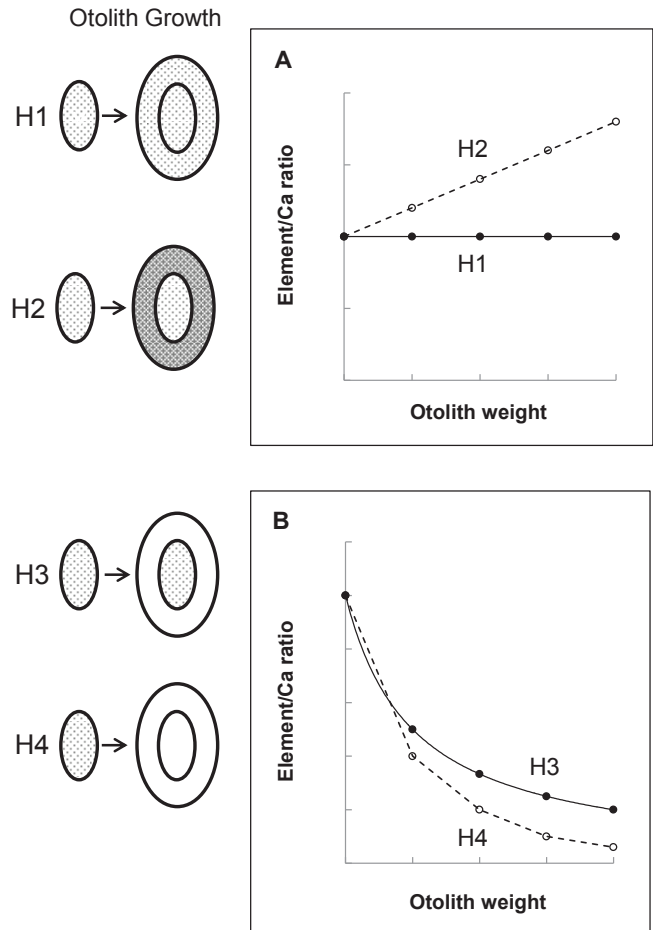 Otolith Growth
H1
H2
A
Element/Ca ratio
H2
H1
Otolith weight
H3
H4
B
Element/Ca ratio
H3
H4
Otolith weight